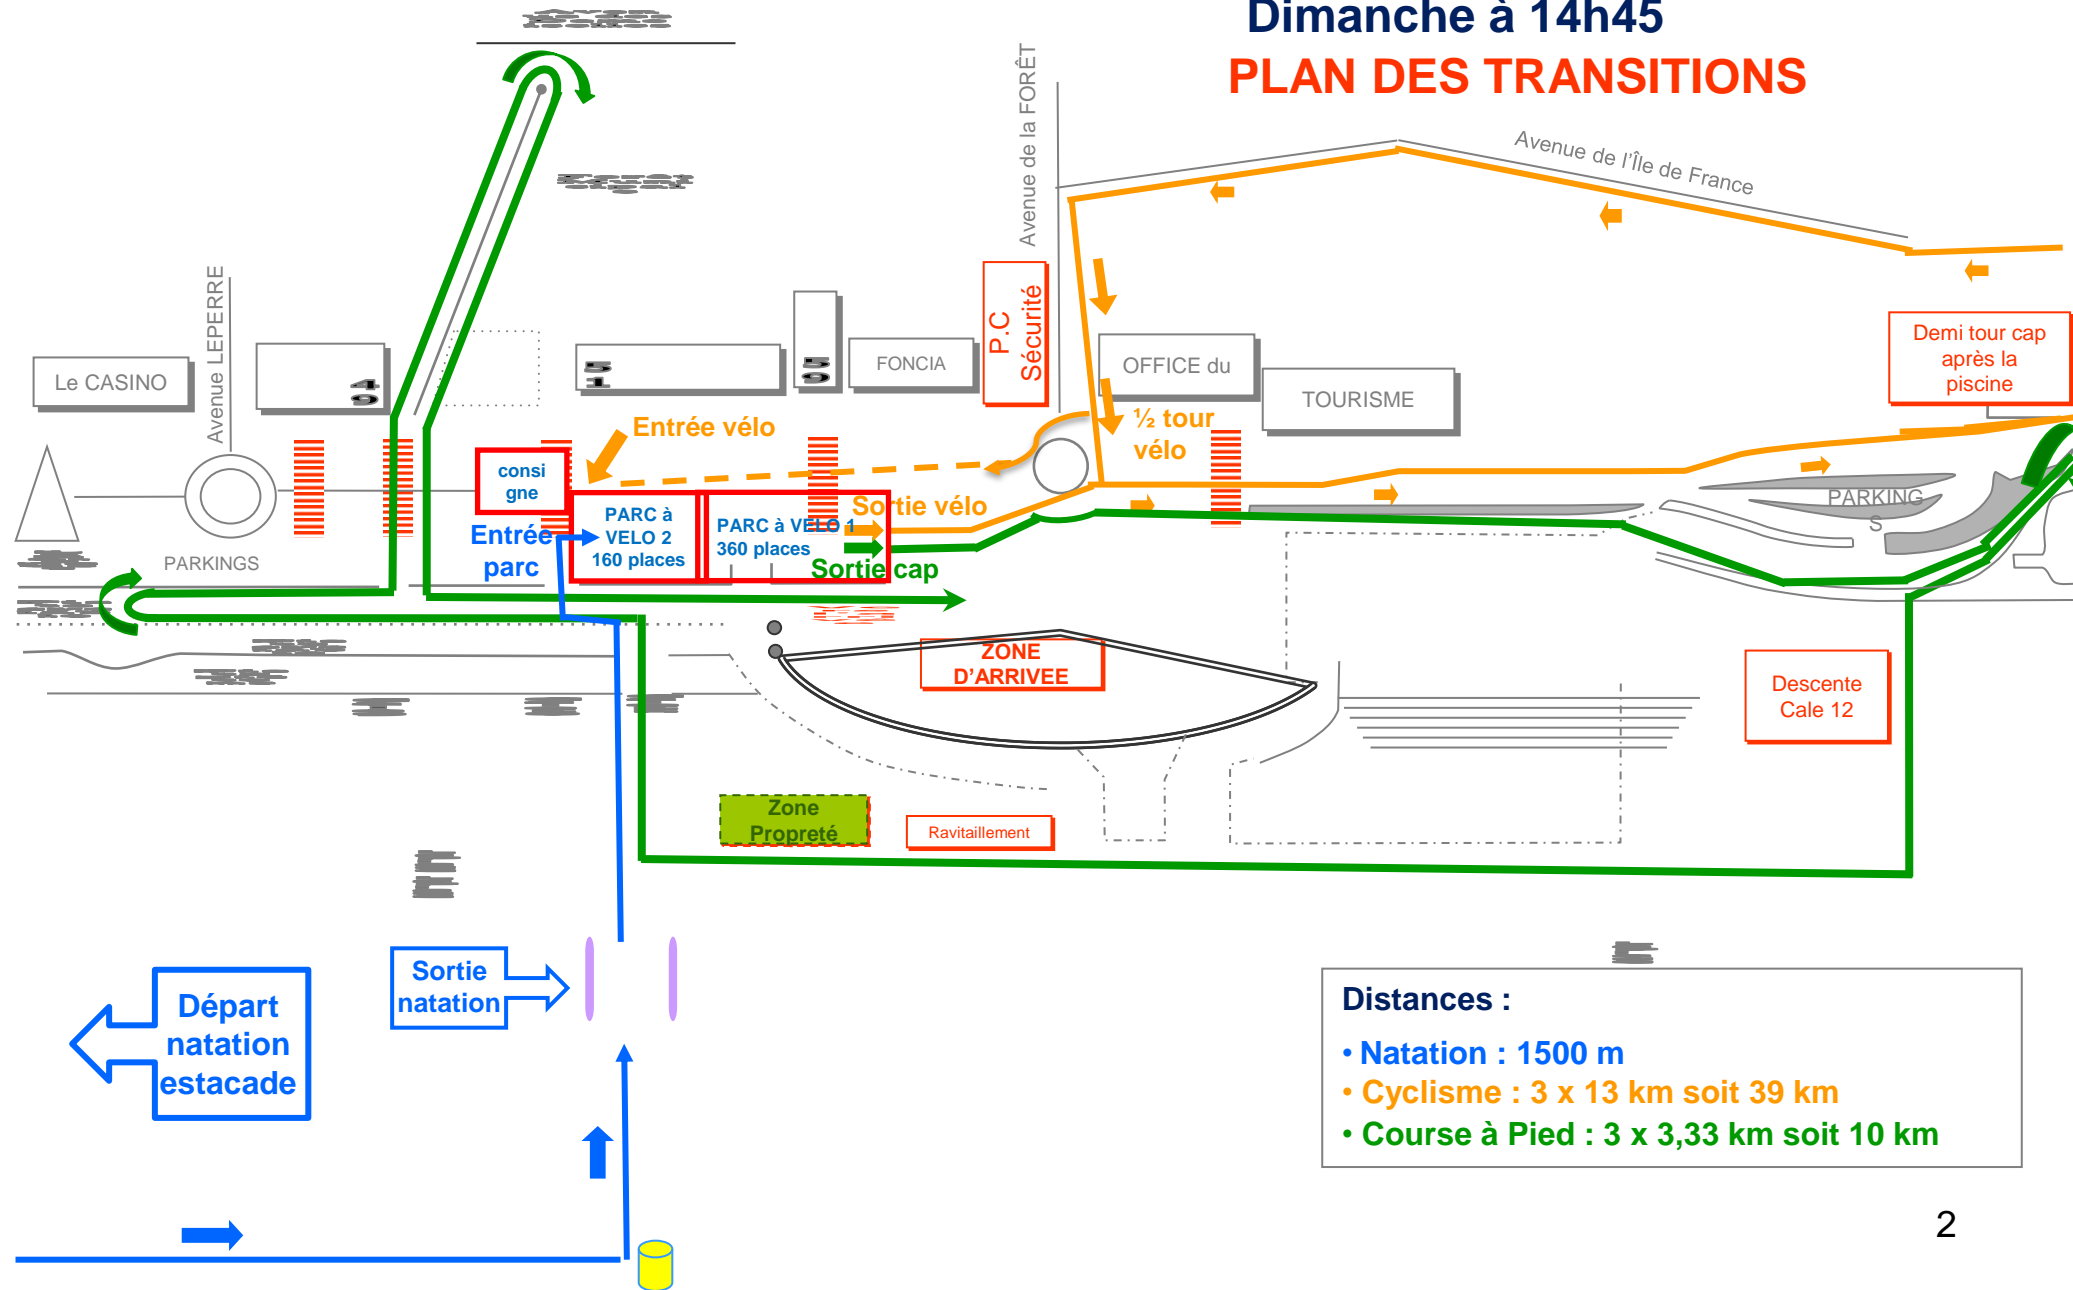 Dimanche à 14h45
PLAN DES TRANSITIONS
Avenue de la FORÊT
Avenue de l'Île de France
Avenue LEPERRE
P.C
Sécurité
Le CASINO
49
51
59
FONCIA
OFFICE du
TOURISME
Demi tour cap
après la
piscine
Entrée vélo
½ tour
vélo
consi
gne
Sortie vélo
PARC à
VELO 2
160 places
PARC à VELO 1
360 places
Entrée
parc
Sortie cap
PARKINGS
PARKING
S
ZONE
D'ARRIVEE
Descente
Cale 12
Zone
Propreté
Ravitaillement
Sortie
natation
Départ
natation
estacade
Distances :
• Natation : 1500 m
• Cyclisme : 3 x 13 km soit 39 km
• Course à Pied : 3 x 3,33 km soit 10 km
2